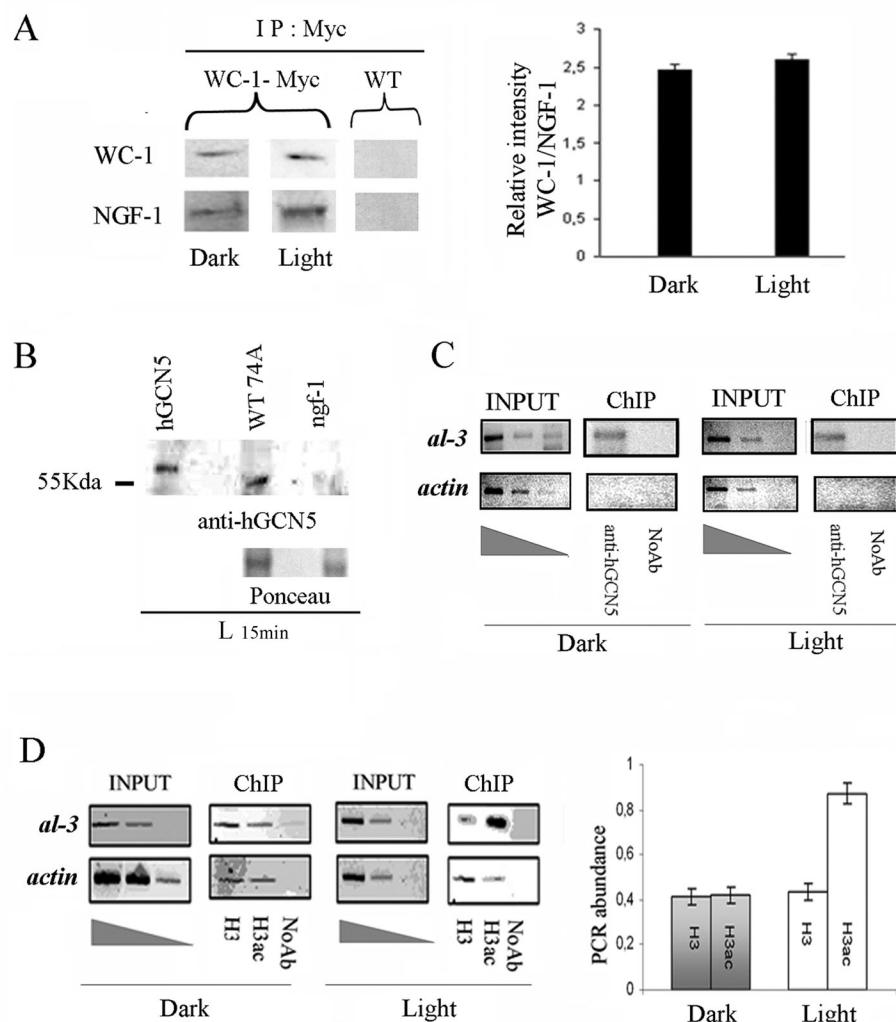 A
I P : Myc
WC-1- Myc
WT
WC-1
NGF-1
Dark
Light
Relative intensity
WC-1/NGF-1
3
2,5
2
1,5
1
0,5
0
Dark
Light
B
hGCN5
WT 74A
ngf-1
55Kda
anti-hGCN5
Ponceau
L 15min
C
INPUT
ChIP
INPUT
ChIP
al-3
actin
anti-hGCN5
NoAb
anti-hGCN5
NoAb
Dark
Light
D
INPUT
ChIP
INPUT
ChIP
al-3
actin
H3
H3ac
NoAb
H3
H3ac
NoAb
Dark
Light
PCR abundance
1
0.8
0.6
0.4
0,2
0
H3
H3ac
H3
H3ac
Dark
Light